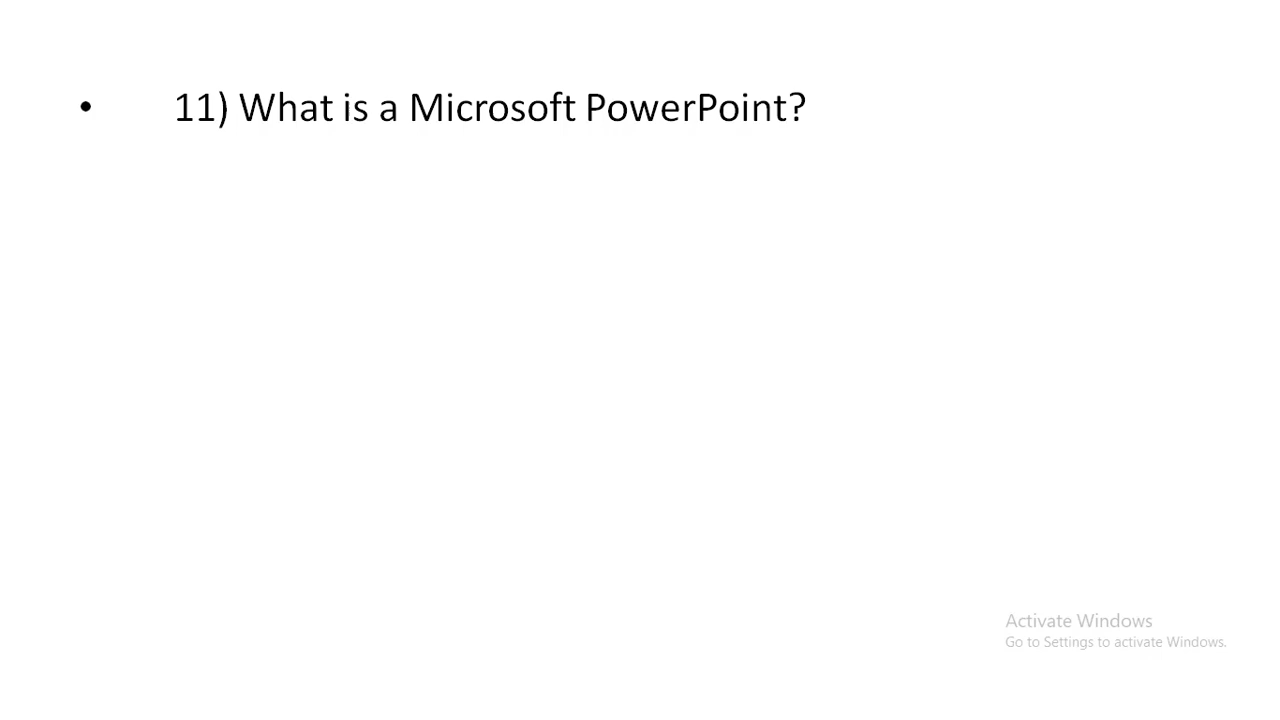 • 11) What is a Microsoft PowerPoint?
Activate Windows
Go to Settings to activate Windows.